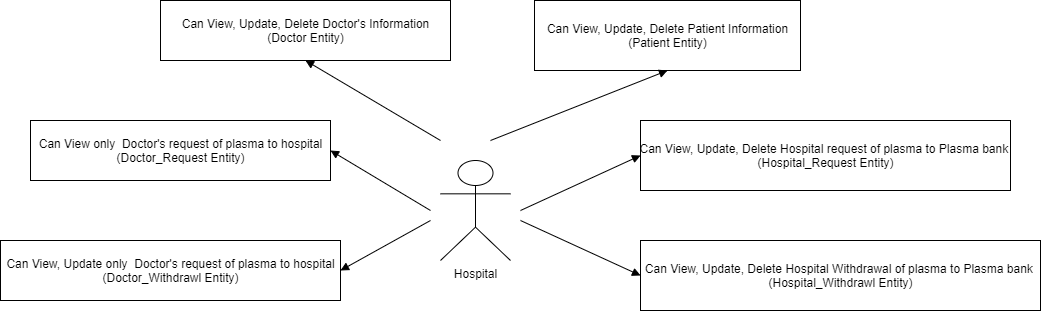 Can View, Update, Delete Doctor's Information
(Doctor Entity)
Can View, Update, Delete Patient Information
(Patient Entity)
Can View only Doctor's request of plasma to hospital
(Doctor_Request Entity)
Can View, Update, Delete Hospital request of plasma to Plasma bank
(Hospital_Request Entity)
Can View, Update only Doctor's request of plasma to hospital
(Doctor_Withdrawl Entity)
Can View, Update, Delete Hospital Withdrawal of plasma to Plasma bank
(Hospital_Withdrawl Entity)
Hospital